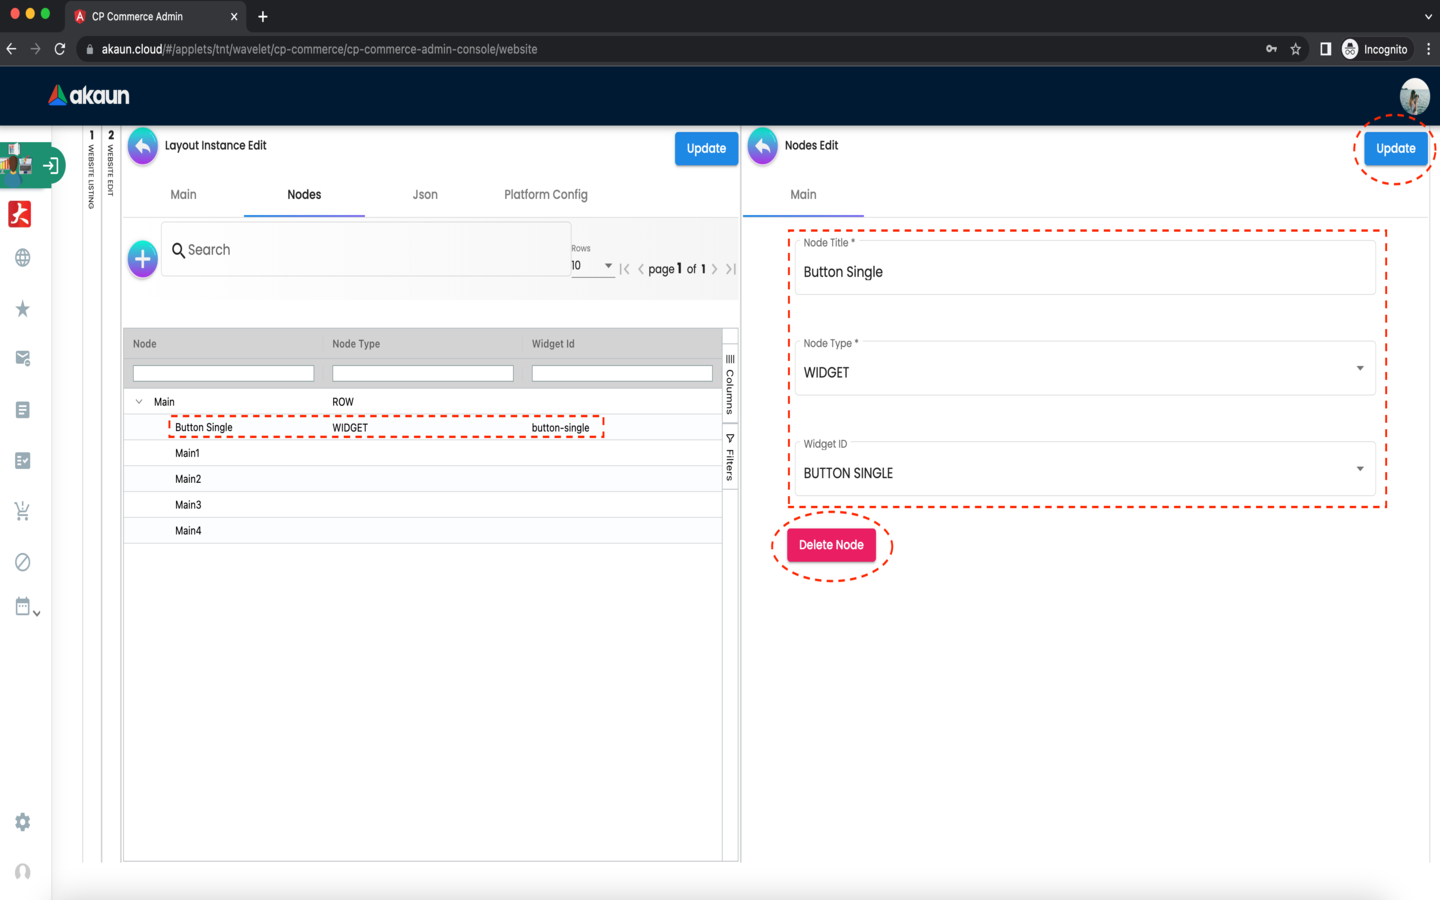 CP Commerce Admin
akaun.cloud/#/applets/tnt/wavelet/cp-commerce/cp-commerce-admin-console/website
Incognito
akaun
1 WEBSITE LISTING
2 WEBSITE EDIT
Layout Instance Edit
Update
Main
Nodes
Json
Platform Config
Search
Rows
10
page 1 of 1
Node
Node Type
Widget Id
Main
ROW
Button Single
WIDGET
button-single
Main1
Main2
Main3
Main4
Columns
Filters
Nodes Edit
Update
Main
Node Title *
Button Single
Node Type *
WIDGET
Widget ID
BUTTON SINGLE
Delete Node